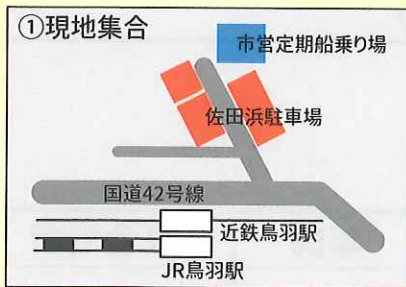 ①現地集合
市営定期船乗り場
佐田浜駐車場
国道42号線
近鉄鳥羽駅
JR鳥羽駅